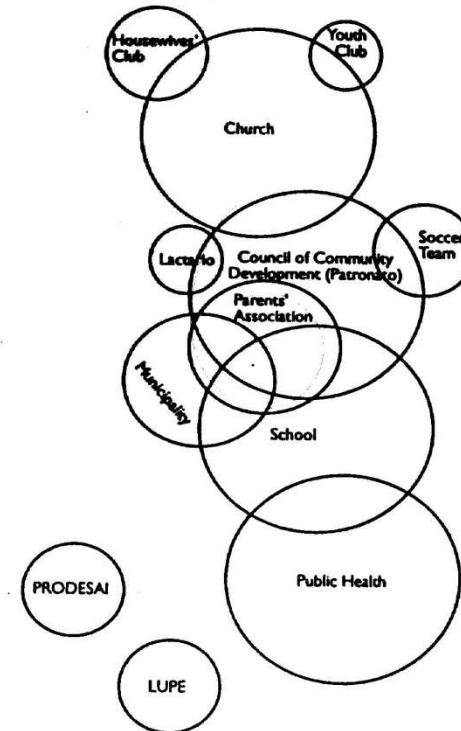 Housewives'
Club
Youth
Club
Church
Lactario
Council of Community
Development (Patronato)
Soccer
Team
Parents'
Association
Municipality
School
Public Health
PRODESAI
LUPE